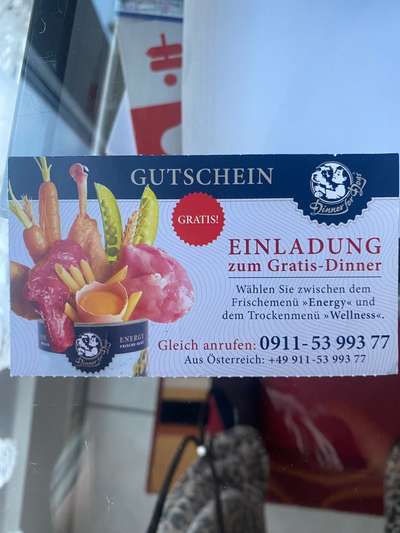 GUTSCHEIN
Dinner for Dogs
GRATIS!
EINLADUNG
zum Gratis-Dinner
Wählen Sie zwischen dem
Frischemenü »Energy« und
dem Trockenmenü »Wellness«.
ENERGY
Gleich anrufen: 0911-53 993 77
Aus Österreich: +49 911-53 993 77